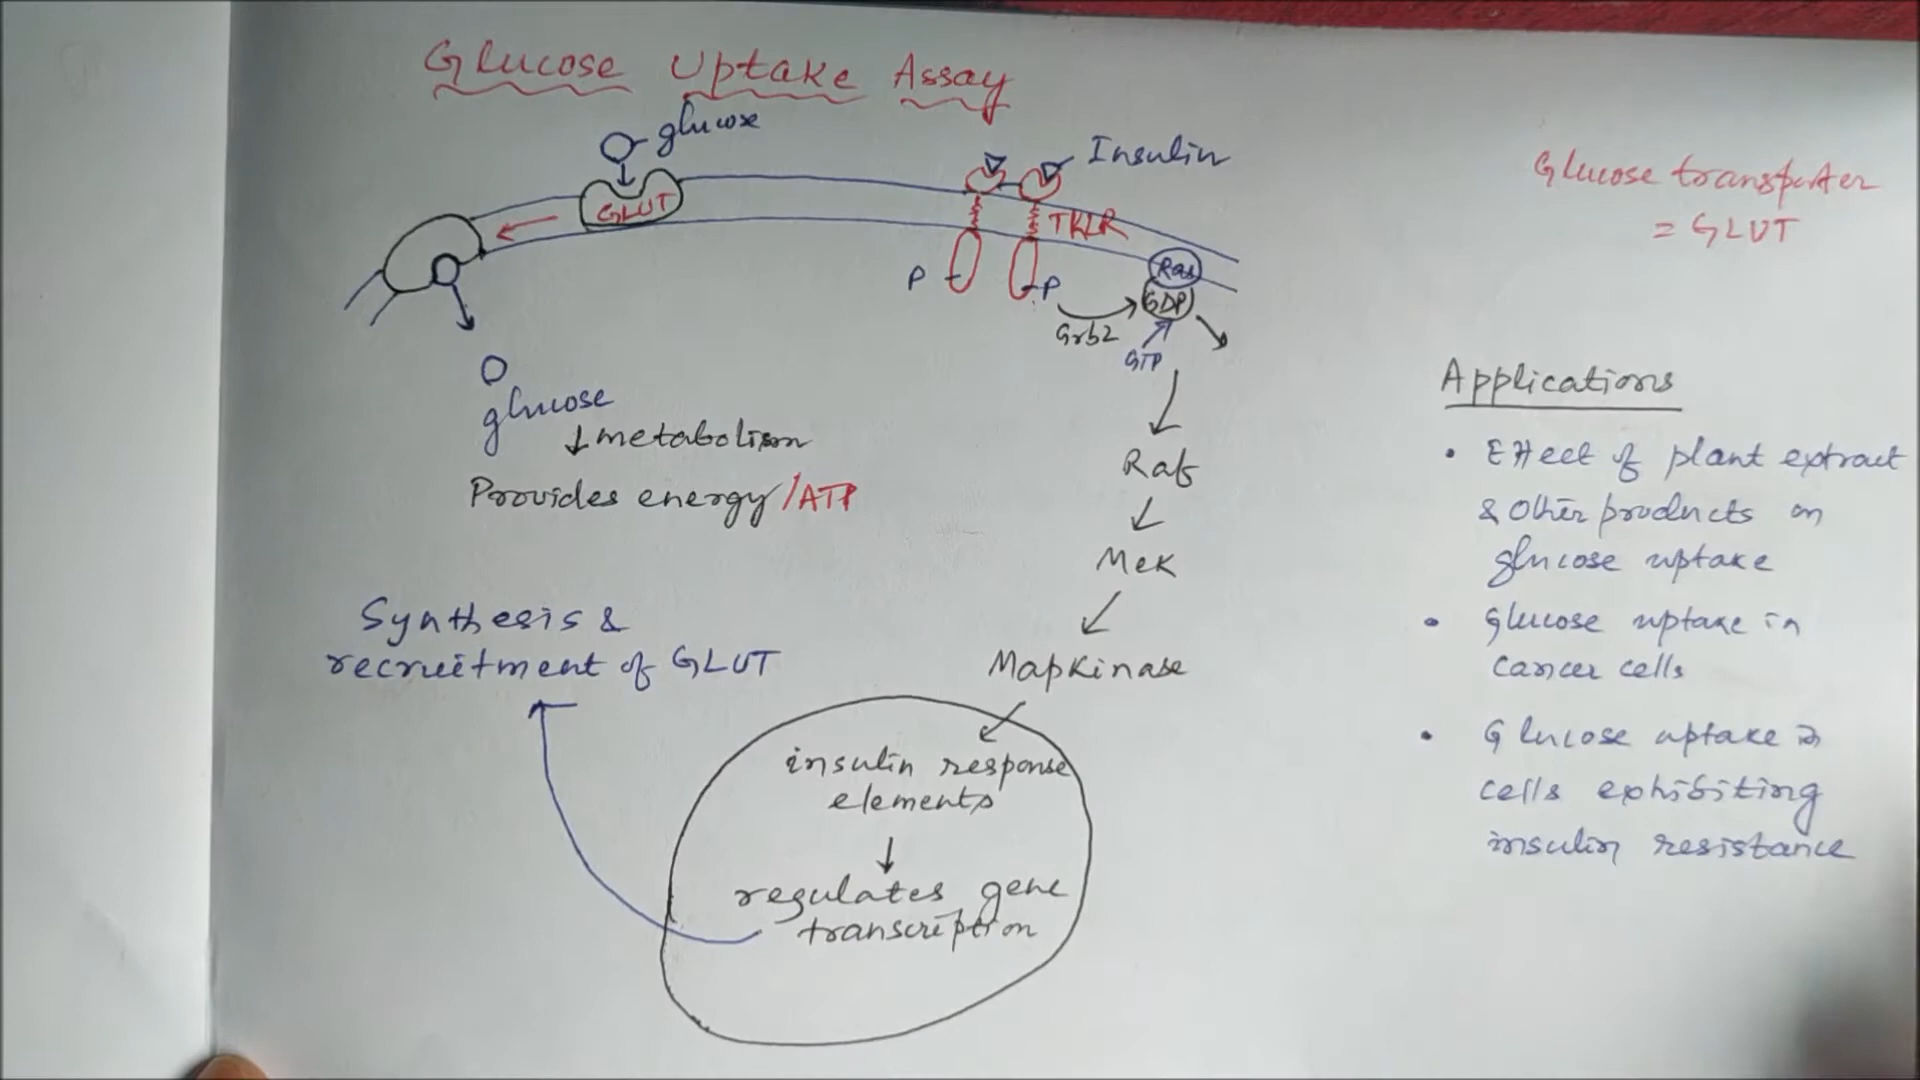 Glucose Uptake Assay
glucose
Insulin
GLUT
TKLR
P
P
Ras
GDP
Grb2
GTP
Glucose transporter
= GLUT
glucose
metabolism
Provides energy/ATP
Raf
Mek
Mapkinase
insulin response
elements
regulates gene
transcription
Synthesis &
recruitment of GLUT
Applications
• Effect of plant extract
& other products on
glucose uptake
• Glucose uptake in
cancer cells
• Glucose uptake in
cells exhibiting
insulin resistance